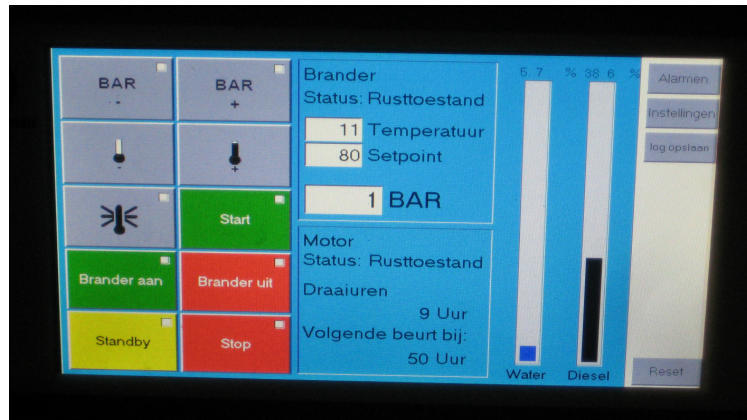 BAR
-
BAR
+
-
+
Start
Brander aan
Brander uit
Standby
Stop
Brander
Status: Rusttoestand
11 Temperatuur
80 Setpoint
1 BAR
Motor
Status: Rusttoestand
Draaiuren
9 Uur
Volgende beurt bij:
50 Uur
5.7 % 38.6 %
Water Diesel
Alarmen
Instellingen
log opslaan
Reset